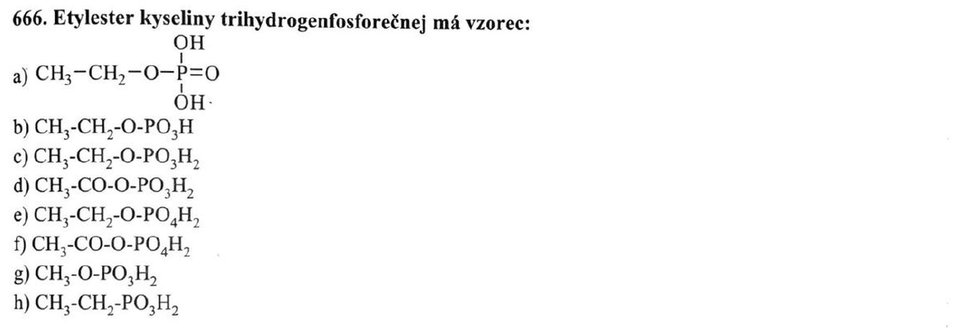 666. Etylester kyseliny trihydrogenfosforečnej má vzorec:
OH
a) CH₃-CH₂-O-P=O
OH
b) CH₃-CH₂-O-PO₃H
c) CH₃-CH₂-O-PO₃H₂
d) CH₃-CO-O-PO₃H₂
e) CH₃-CH₂-O-PO₄H₂
f) CH₃-CO-O-PO₄H₂
g) CH₃-O-PO₃H₂
h) CH₃-CH₂-PO₃H₂